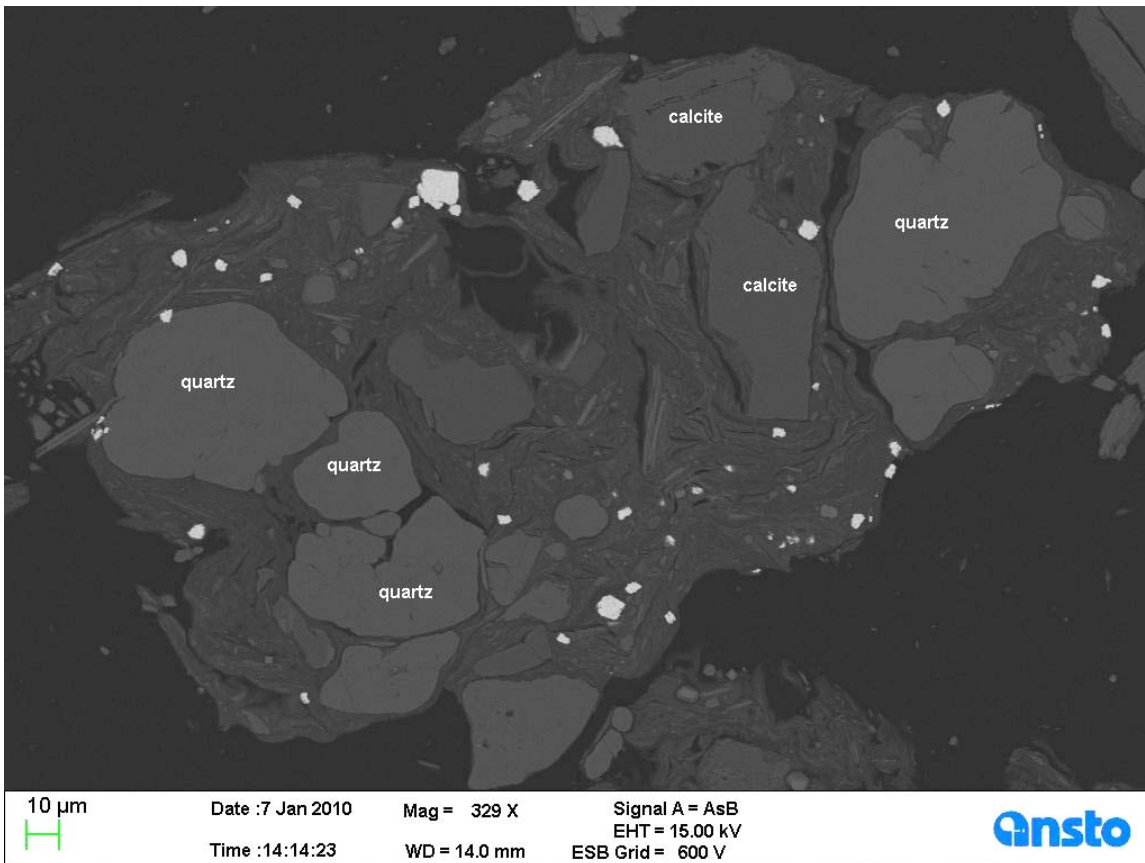 calcite
quartz
calcite
quartz
quartz
quartz
10 µm
Date :7 Jan 2010 Mag = 329 X Signal A = AsB
EHT = 15.00 kV
Time :14:14:23 WD = 14.0 mm ESB Grid = 600 V
ansto